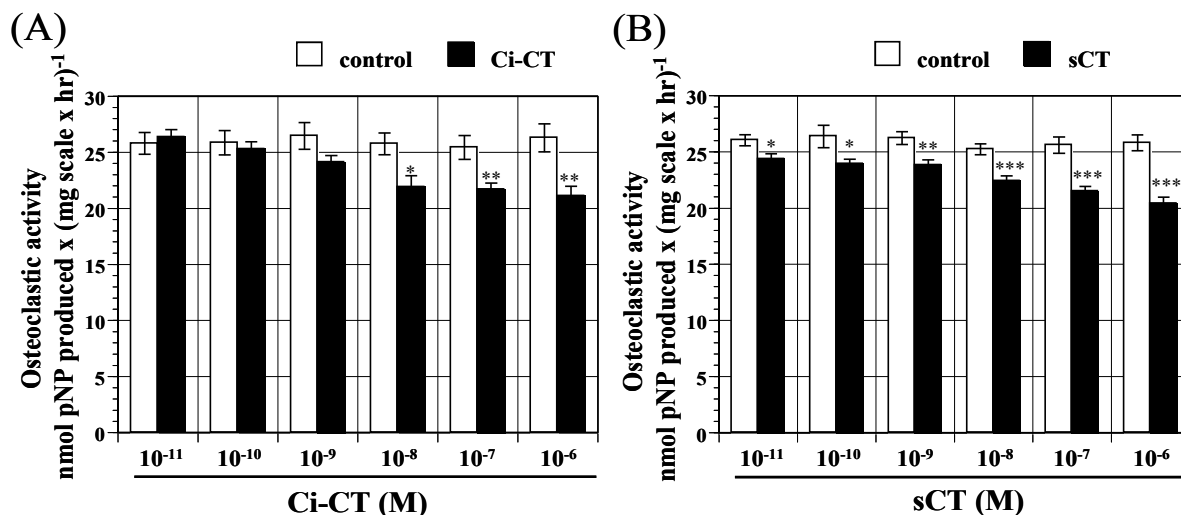 (A)
control Ci-CT
Osteoclastic activity
nmol pNP produced x (mg scale x hr)-1
30
25
20
15
10
5
0
* ** **
10-11 10-10 10-9 10-8 10-7 10-6
Ci-CT (M)
(B)
control sCT
Osteoclastic activity
nmol pNP produced x (mg scale x hr)-1
30
25
20
15
10
5
0
* * ** *** *** ***
10-11 10-10 10-9 10-8 10-7 10-6
sCT (M)